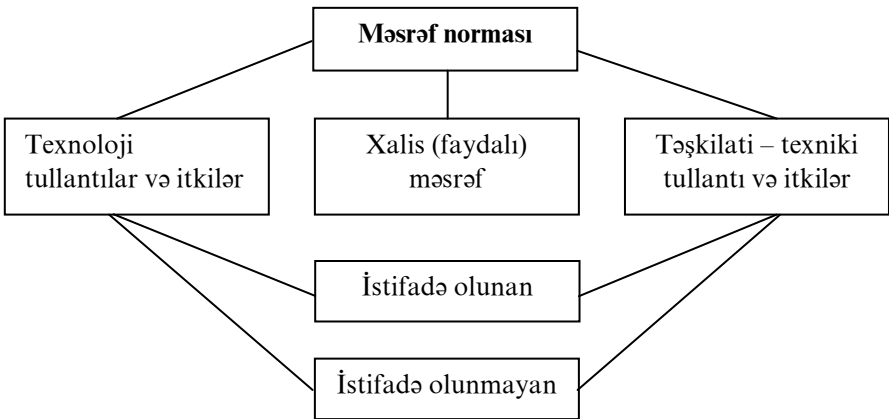 Məsrəf norması
Texnoloji
tullantılar və itkilər
Xalis (faydalı)
məsrəf
Təşkilati – texniki
tullantı və itkilər
İstifadə olunan
İstifadə olunmayan